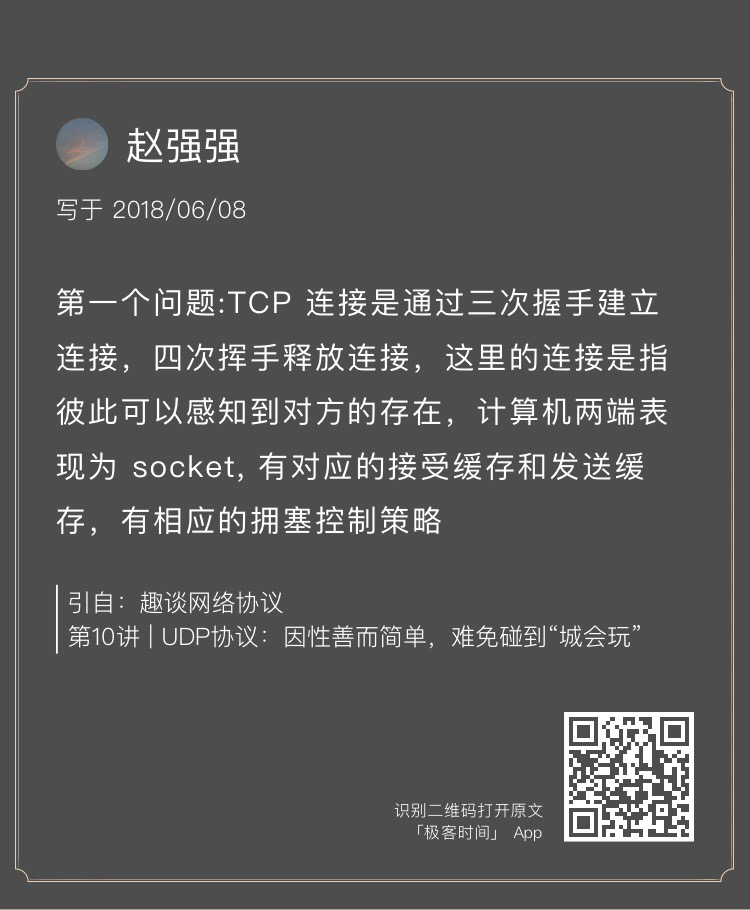 赵强强
写于 2018/06/08
第一个问题:TCP 连接是通过三次握手建立
连接，四次挥手释放连接，这里的连接是指
彼此可以感知到对方的存在，计算机两端表
现为 socket, 有对应的接受缓存和发送缓
存，有相应的拥塞控制策略
引自：趣谈网络协议
第10讲 | UDP协议：因性善而简单，难免碰到“城会玩”
识别二维码打开原文
「极客时间」 App